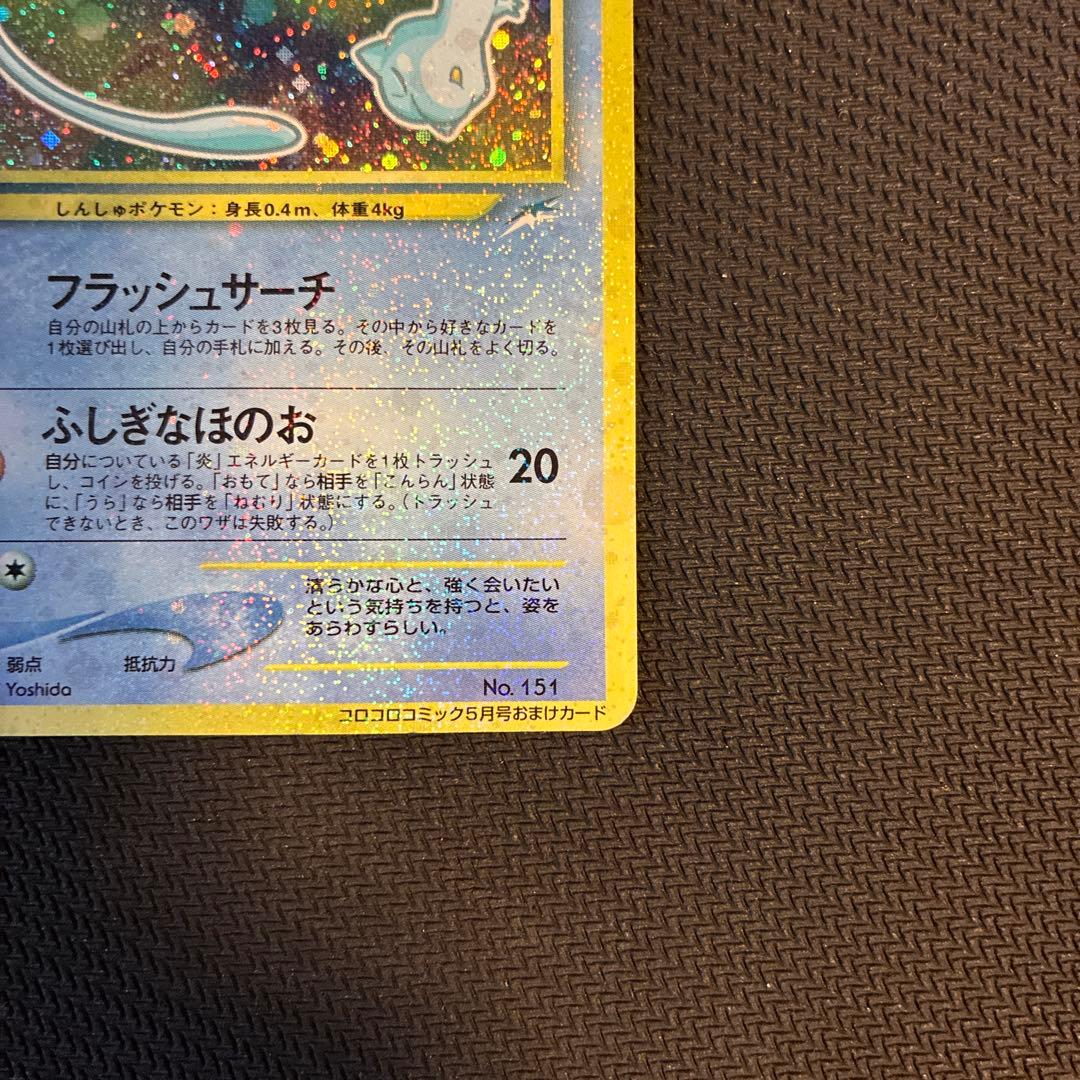 しんしゅポケモン：身長0.4m、体重4kg
フラッシュサーチ
自分の山札の上からカードを3枚見る。その中から好きなカードを
1枚選び出し、自分の手札に加える。その後、その山札をよく切る。
ふしぎなほのお
20
自分についている「炎」エネルギーカードを1枚トラッシュ
し、コインを投げる。「おもて」なら相手を「こんらん」状態
に、「うら」なら相手を「ねむり」状態にする。（トラッシュ
できないとき、このワザは失敗する。）
清らかな心と、強く会いたい
という気持ちを持つと、姿を
あらわすらしい。
弱点 抵抗力
Yoshida
No. 151
コロコロコミック5月号おまけカード